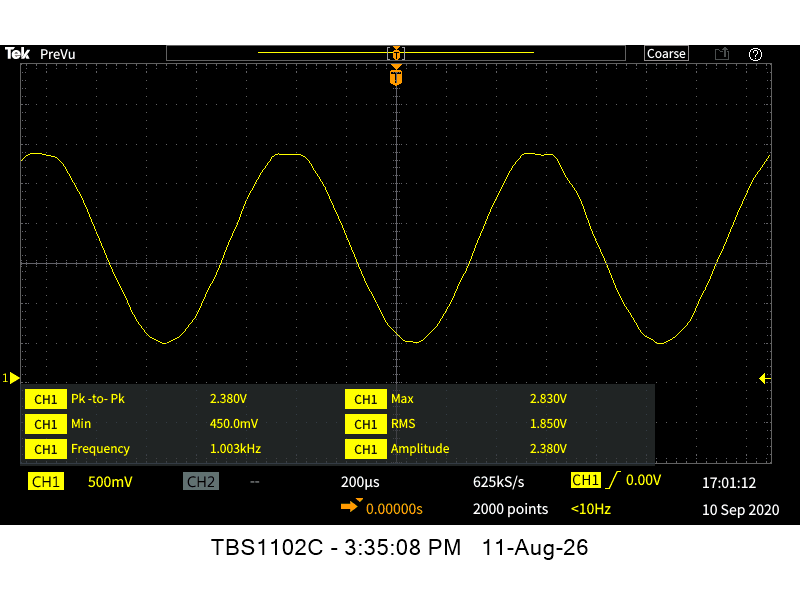 Tek PreVu T Coarse ?
T
1
CH1 Pk-to-Pk 2.380V CH1 Max 2.830V
CH1 Min 450.0mV CH1 RMS 1.850V
CH1 Frequency 1.003kHz CH1 Amplitude 2.380V
CH1 500mV CH2 -- 200µs 625kS/s CH1 0.00V 17:01:12
0.00000s 2000 points <10Hz 10 Sep 2020
TBS1102C - 3:35:08 PM 11-Aug-26